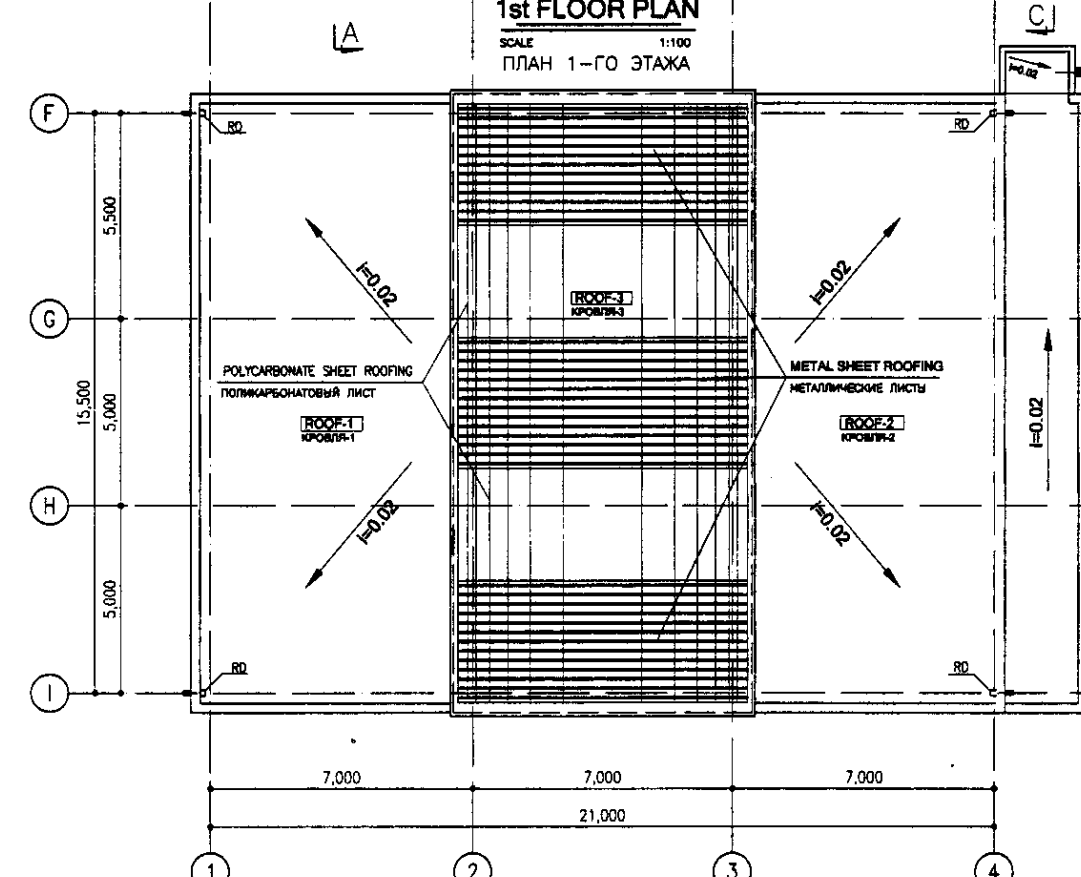 1st FLOOR PLAN
SCALE 1:100
ПЛАН 1-ГО ЭТАЖА
A
C
i=0.02
F
RD
RD
5,500
i=0.02
i=0.02
ROOF-3
КРОВЛЯ-3
G
POLYCARBONATE SHEET ROOFING
ПОЛИКАРБОНАТОВЫЙ ЛИСТ
METAL SHEET ROOFING
МЕТАЛЛИЧЕСКИЕ ЛИСТЫ
15,500
5,000
ROOF-1
КРОВЛЯ-1
ROOF-2
КРОВЛЯ-2
i=0.02
H
i=0.02
i=0.02
5,000
RD
RD
I
7,000 7,000 7,000
21,000
1 2 3 4